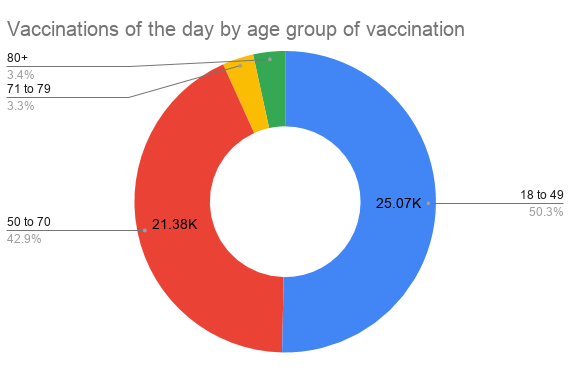 Vaccinations of the day by age group of vaccination
80+
3.4%
71 to 79
3.3%
18 to 49
50.3%
25.07K
50 to 70
42.9%
21.38K